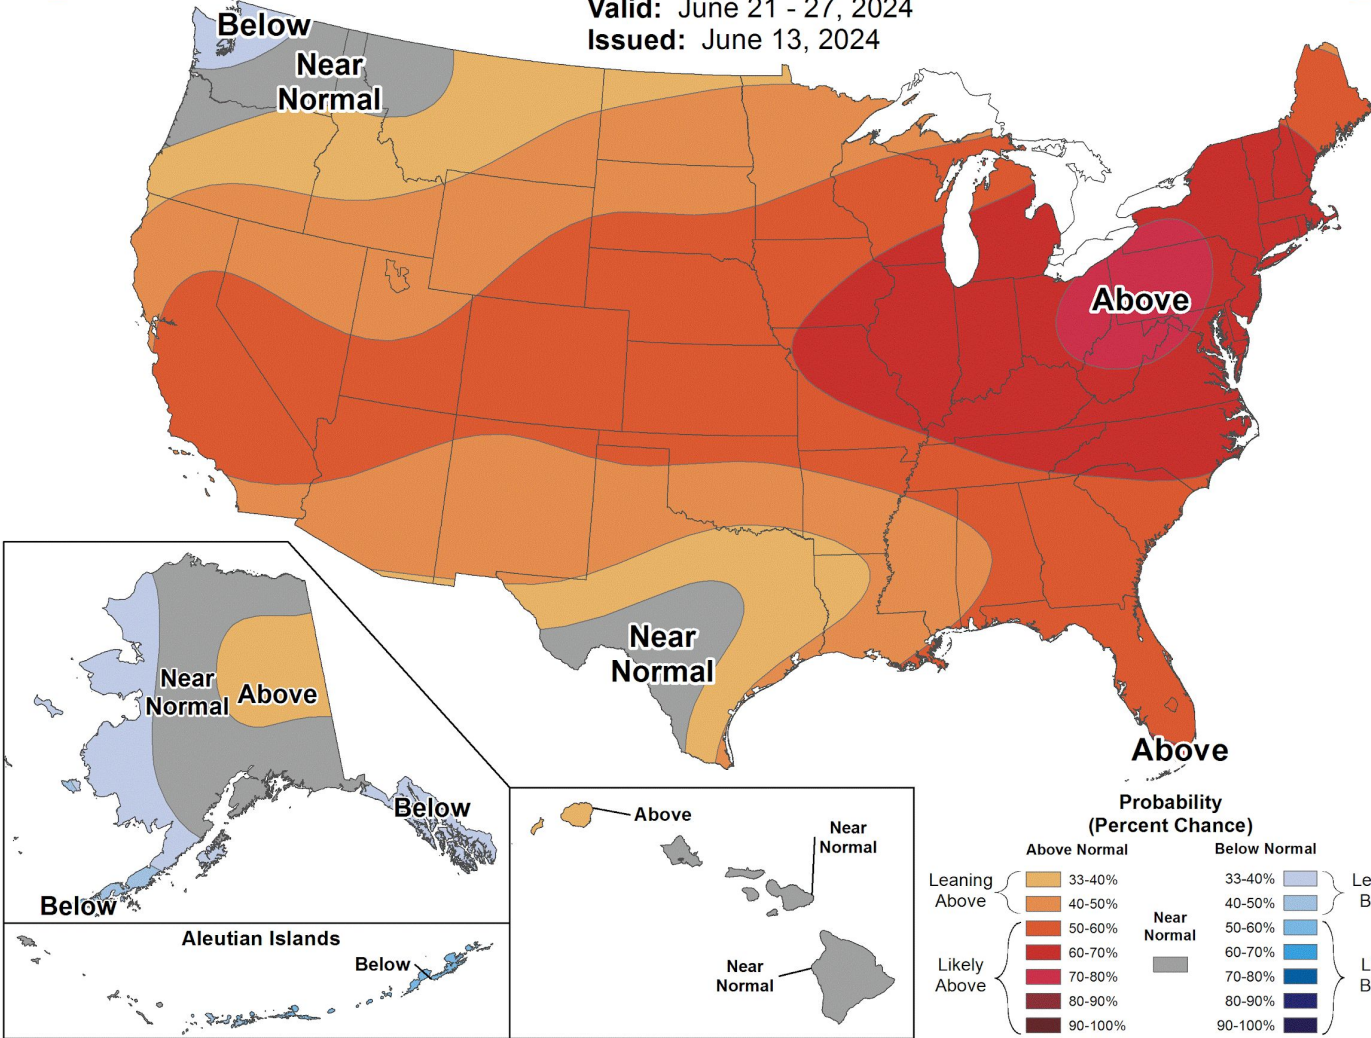 Valid: June 21 - 27, 2024
Issued: June 13, 2024
Below
Near
Normal
Above
Near
Normal
Above
Near
Normal
Above
Below
Below
Aleutian Islands
Below
Above
Near
Normal
Near
Normal
Probability
(Percent Chance)
Above Normal
Below Normal
Leaning
Above
33-40%
40-50%
50-60%
60-70%
70-80%
80-90%
90-100%
Likely
Above
Near
Normal
33-40%
40-50%
50-60%
60-70%
70-80%
80-90%
90-100%
Le
B
L
B